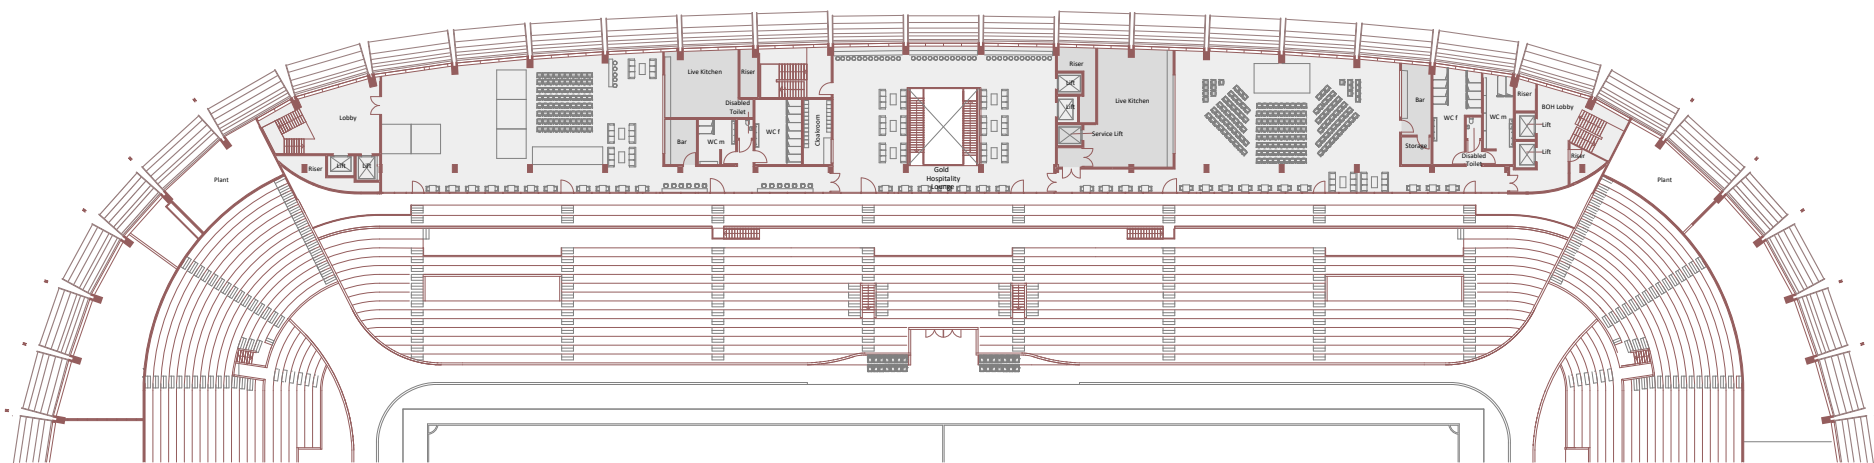 Live Kitchen
Riser
Riser
Lift
Lift
Live Kitchen
Disabled
Toilet
Lobby
Bar
WC m
WC f
Cloakroom
Service Lift
Bar
Storage
WC f
WC m
Disabled
Toilet
Riser
BOH Lobby
Lift
Lift
Riser
Riser
Lift
Lift
Gold
Hospitality
Lounge
Plant
Plant